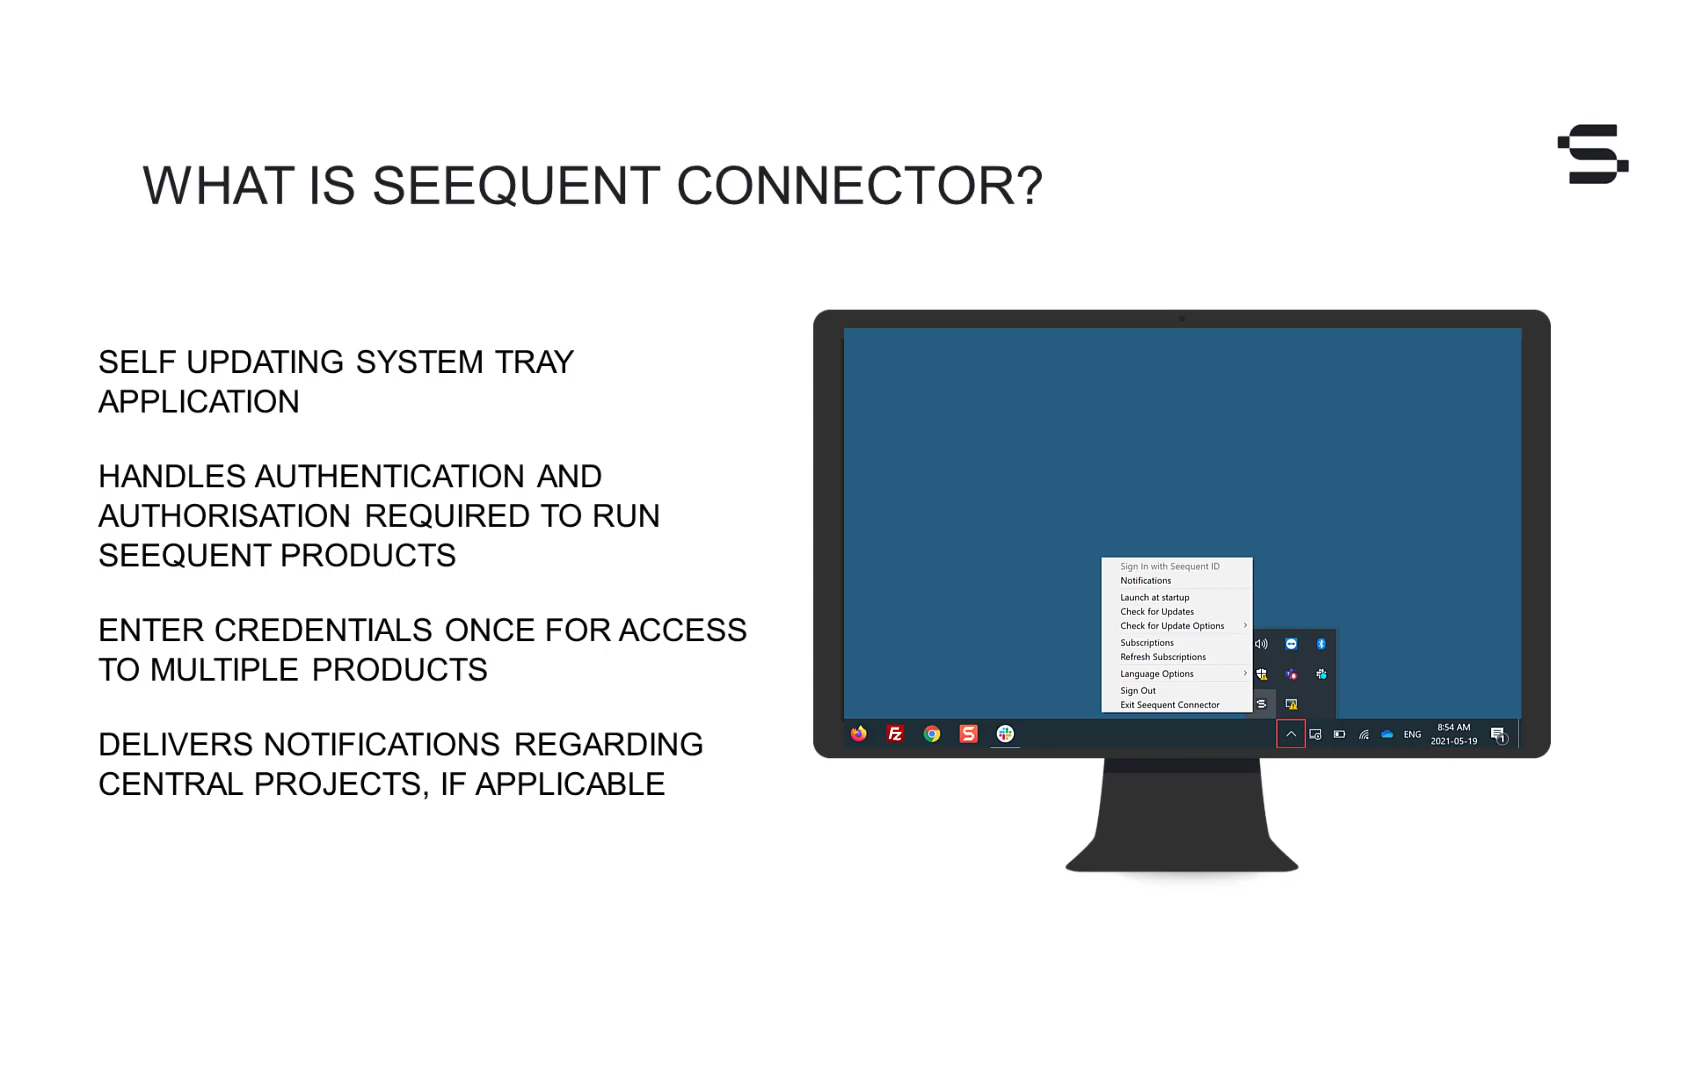 WHAT IS SEEQUENT CONNECTOR?
SELF UPDATING SYSTEM TRAY
APPLICATION
HANDLES AUTHENTICATION AND
AUTHORISATION REQUIRED TO RUN
SEEQUENT PRODUCTS
ENTER CREDENTIALS ONCE FOR ACCESS
TO MULTIPLE PRODUCTS
DELIVERS NOTIFICATIONS REGARDING
CENTRAL PROJECTS, IF APPLICABLE
Sign In with Seequent ID
Notifications
Launch at startup
Check for Updates
Check for Update Options
Subscriptions
Refresh Subscriptions
Language Options
Sign Out
Exit Seequent Connector
Fz
S
ENG
8:54 AM
2021-05-19
1